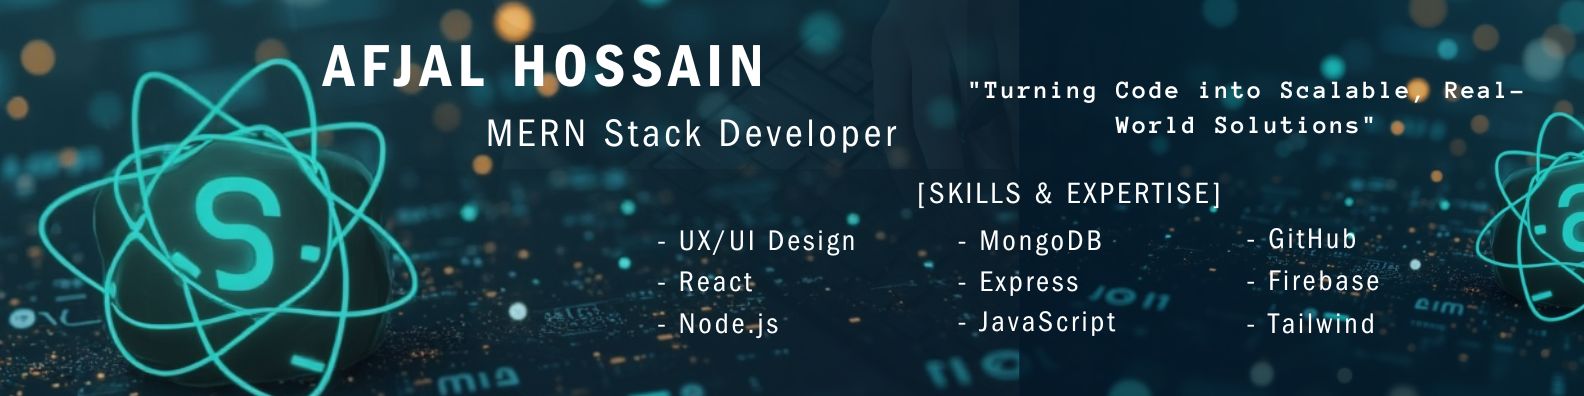 AFJAL HOSSAIN
MERN Stack Developer
"Turning Code into Scalable, Real-
World Solutions"
[SKILLS & EXPERTISE]
- UX/UI Design
- React
- Node.js
- MongoDB
- Express
- JavaScript
- GitHub
- Firebase
- Tailwind
S